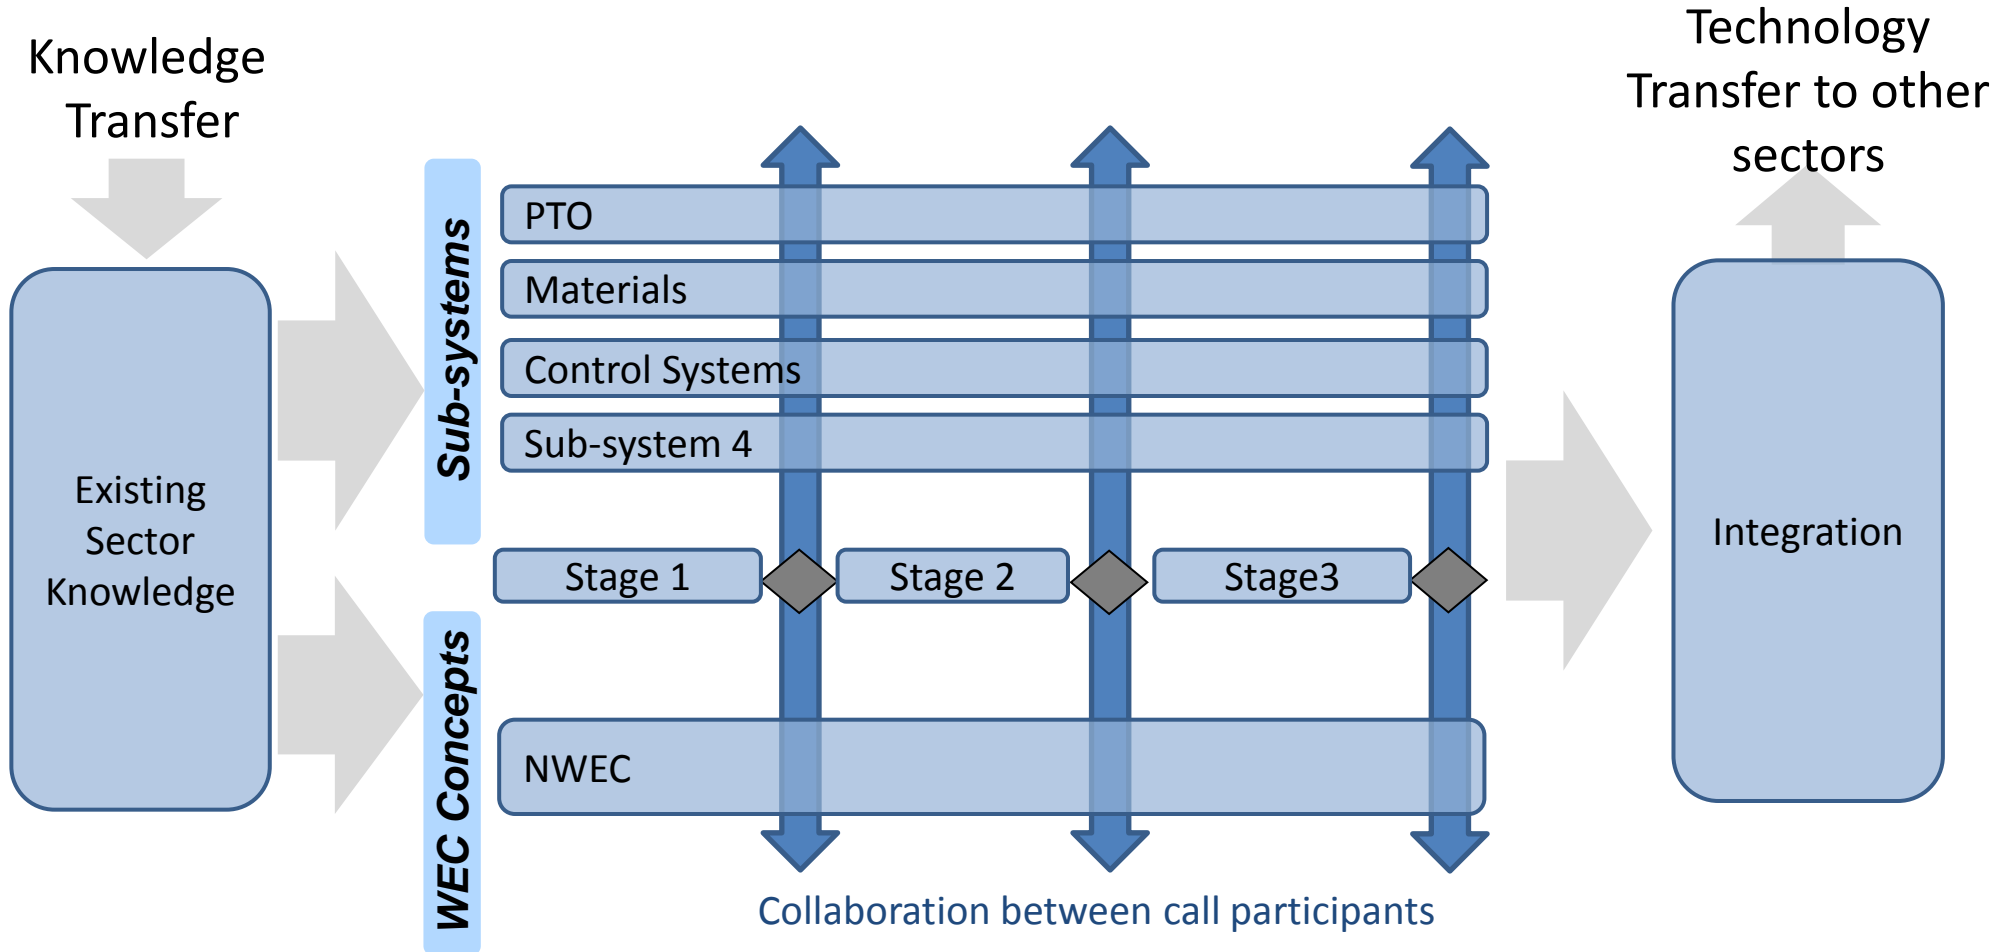 Knowledge
Transfer
Technology
Transfer to other
sectors
Existing
Sector
Knowledge
Sub-systems
PTO
Materials
Control Systems
Sub-system 4
Stage 1
Stage 2
Stage3
WEC Concepts
NWEC
Integration
Collaboration between call participants